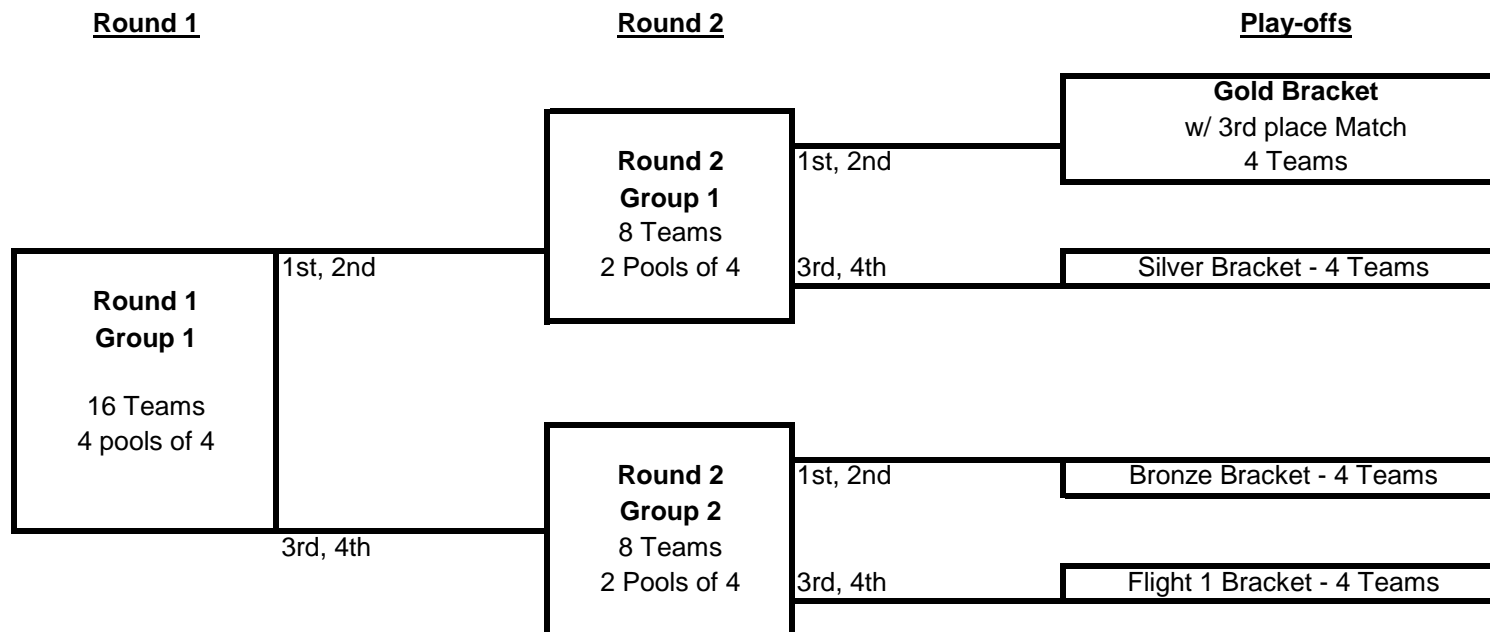 Round 1
Round 2
Play-offs
Gold Bracket
w/ 3rd place Match
4 Teams
Round 2
Group 1
8 Teams
2 Pools of 4
1st, 2nd
3rd, 4th
Silver Bracket - 4 Teams
1st, 2nd
Round 1
Group 1
16 Teams
4 pools of 4
3rd, 4th
Round 2
Group 2
8 Teams
2 Pools of 4
1st, 2nd
Bronze Bracket - 4 Teams
3rd, 4th
Flight 1 Bracket - 4 Teams